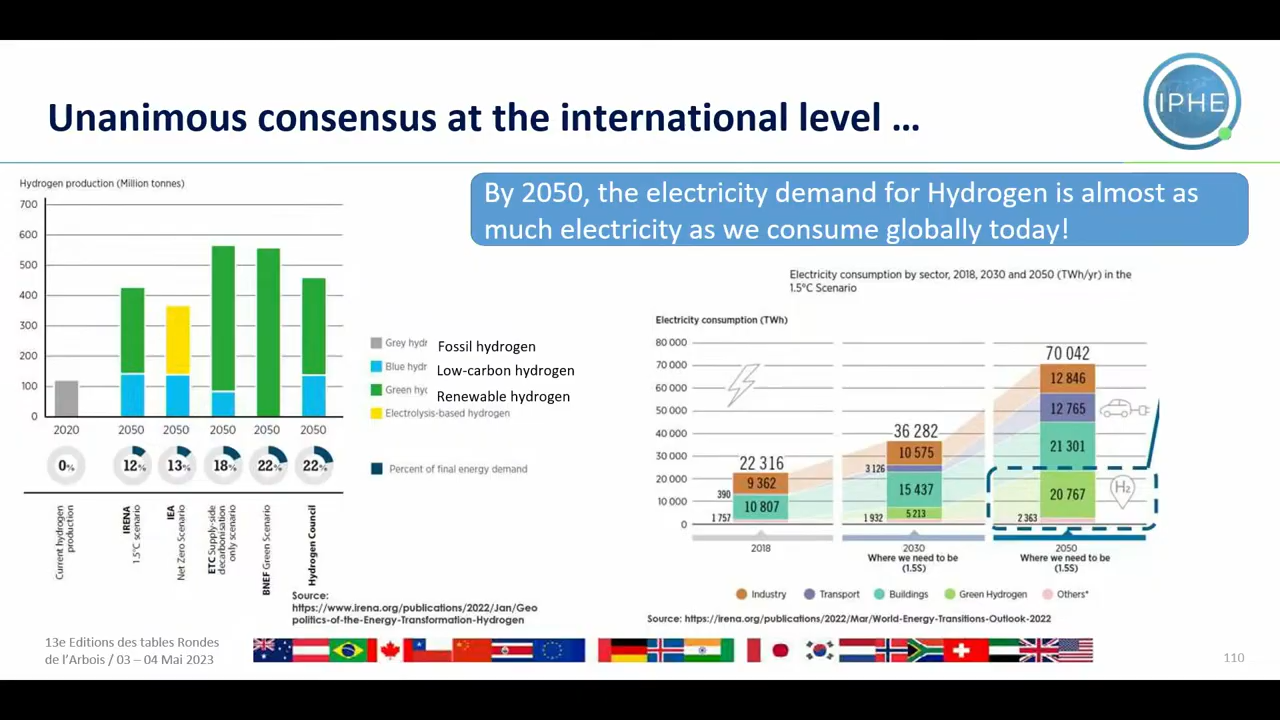 Unanimous consensus at the international level …
IPHE
Hydrogen production (Million tonnes)
700
600
500
400
300
200
100
0
2020
2050
2050
2050
2050
2050
0%
12%
13%
18%
22%
22%
Current hydrogen
production
IRENA
1.5°C scenario
IEA
Net Zero Scenario
ETC Supply-side
decarbonisation
only scenario
BNEF Green Scenario
Hydrogen Council
Grey hydr
Fossil hydrogen
Blue hydr
Low-carbon hydrogen
Green hyd
Renewable hydrogen
Electrolysis-based hydrogen
Percent of final energy demand
Source:
https://www.irena.org/publications/2022/Jan/Geo
politics-of-the-Energy-Transformation-Hydrogen
By 2050, the electricity demand for Hydrogen is almost as
much electricity as we consume globally today!
Electricity consumption by sector, 2018, 2030 and 2050 (TWh/yr) in the
1.5°C Scenario
Electricity consumption (TWh)
80 000
70 000
60 000
50 000
40 000
30 000
20 000
10 000
0
22 316
9 362
390
10 807
1 757
2018
36 282
10 575
3 126
15 437
5 213
1 932
2030
Where we need to be
(1.5S)
70 042
12 846
12 765
21 301
20 767
2 363
H2
2050
Where we need to be
(1.5S)
Industry
Transport
Buildings
Green Hydrogen
Others*
Source: https://irena.org/publications/2022/Mar/World-Energy-Transitions-Outlook-2022
13e Editions des tables Rondes
de l'Arbois / 03 – 04 Mai 2023
110